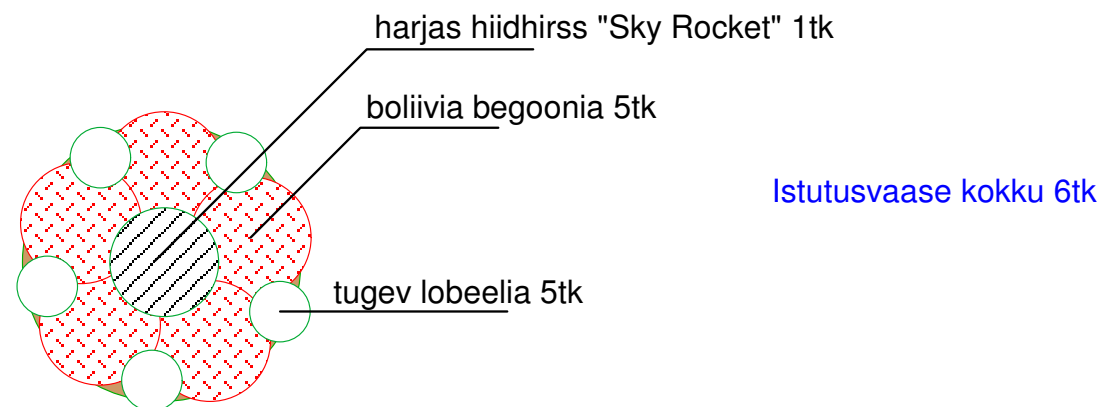 harjas hiidhirss "Sky Rocket" 1tk
boliivia begoonia 5tk
Istutusvaase kokku 6tk
tugev lobeelia 5tk